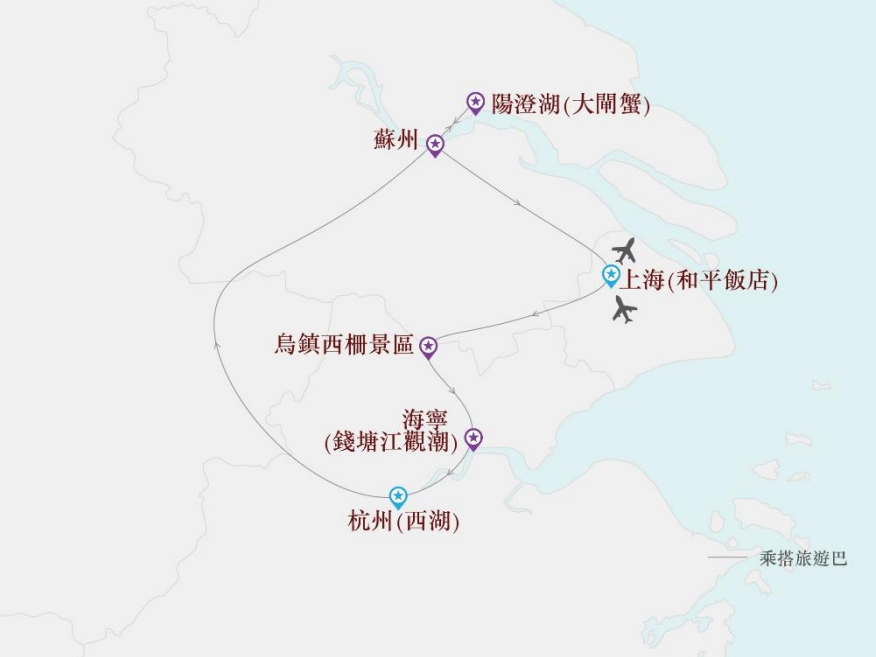 陽澄湖(大閘蟹)
蘇州
上海(和平飯店)
烏鎮西柵景區
海寧
(錢塘江觀潮)
杭州(西湖)
乘搭旅遊巴